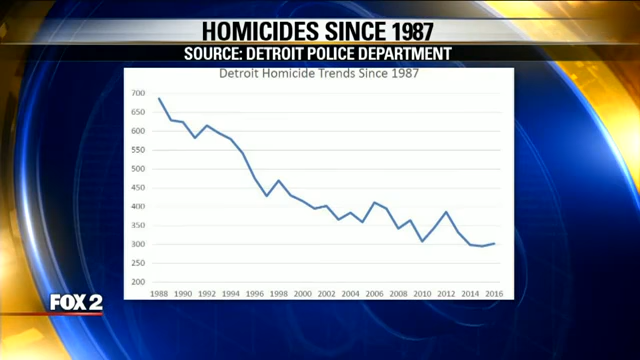 HOMICIDES SINCE 1987
SOURCE: DETROIT POLICE DEPARTMENT
Detroit Homicide Trends Since 1987
700
650
600
550
500
450
400
350
300
250
200
1988 1990 1992 1994 1996 1998 2000 2002 2004 2006 2008 2010 2012 2014 2016
FOX 2